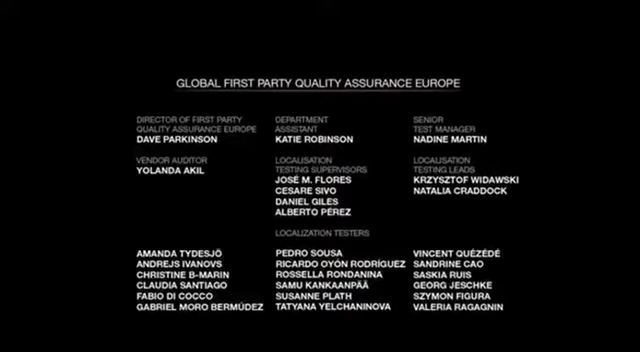 GLOBAL FIRST PARTY QUALITY ASSURANCE EUROPE
DIRECTOR OF FIRST PARTY
QUALITY ASSURANCE EUROPE
DAVE PARKINSON
DEPARTMENT
ASSISTANT
KATIE ROBINSON
SENIOR
TEST MANAGER
NADINE MARTIN
VENDOR AUDITOR
YOLANDA AKIL
LOCALISATION
TESTING SUPERVISORS
JOSÉ M. FLORES
CESARE SIVO
DANIEL GILES
ALBERTO PÉREZ
LOCALISATION
TESTING LEADS
KRZYSZTOF WIDAWSKI
NATALIA CRADDOCK
LOCALIZATION TESTERS
AMANDA TYDESJÖ
ANDREJS IVANOVS
CHRISTINE B-MARIN
CLAUDIA SANTIAGO
FABIO DI COCCO
GABRIEL MORO BERMÚDEZ
PEDRO SOUSA
RICARDO OYÓN RODRÍGUEZ
ROSSELLA RONDANINA
SAMU KANKAANPÄÄ
SUSANNE PLATH
TATYANA YELCHANINOVA
VINCENT QUÉZÉDÉ
SANDRINE CAO
SASKIA RUIS
GEORG JESCHKE
SZYMON FIGURA
VALERIA RAGAGNIN